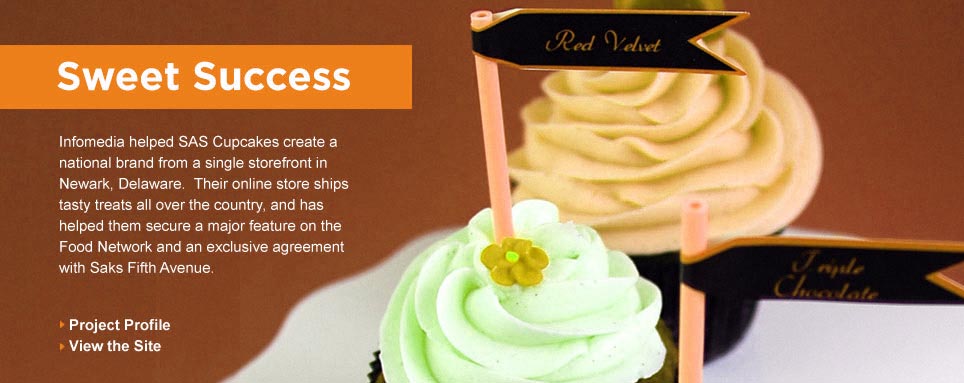 Sweet Success
Infomedia helped SAS Cupcakes create a
national brand from a single storefront in
Newark, Delaware.  Their online store ships
tasty treats all over the country, and has
helped them secure a major feature on the
Food Network and an exclusive agreement
with Saks Fifth Avenue.
Project Profile
View the Site
Red Velvet
Triple
Chocolate